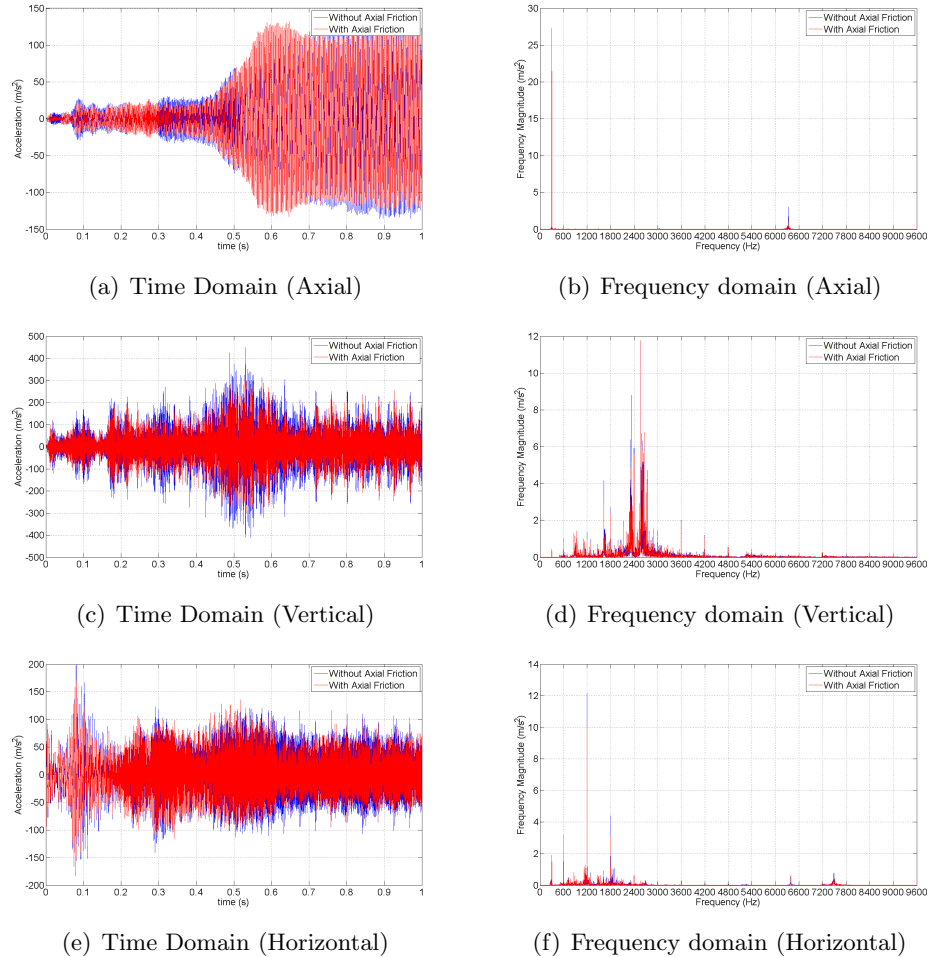 150
100
50
0
-50
-100
-150
0 0.1 0.2 0.3 0.4 0.5 0.6 0.7 0.8 0.9 1
time (s)
Acceleration (m/s²)
Without Axial Friction
With Axial Friction
30
25
20
15
10
5
0
0 600 1200 1800 2400 3000 3600 4200 4800 5400 6000 6600 7200 7800 8400 9000 9600
Frequency (Hz)
Frequency Magnitude (m/s²)
Without Axial Friction
With Axial Friction
(a) Time Domain (Axial)
(b) Frequency domain (Axial)
500
400
300
200
100
0
-100
-200
-300
-400
-500
0 0.1 0.2 0.3 0.4 0.5 0.6 0.7 0.8 0.9 1
time (s)
Acceleration (m/s²)
Without Axial Friction
With Axial Friction
12
10
8
6
4
2
0
0 600 1200 1800 2400 3000 3600 4200 4800 5400 6000 6600 7200 7800 8400 9000 9600
Frequency (Hz)
Frequency Magnitude (m/s²)
Without Axial Friction
With Axial Friction
(c) Time Domain (Vertical)
(d) Frequency domain (Vertical)
200
150
100
50
0
-50
-100
-150
-200
0 0.1 0.2 0.3 0.4 0.5 0.6 0.7 0.8 0.9 1
time (s)
Acceleration (m/s²)
Without Axial Friction
With Axial Friction
14
12
10
8
6
4
2
0
0 600 1200 1800 2400 3000 3600 4200 4800 5400 6000 6600 7200 7800 8400 9000 9600
Frequency (Hz)
Frequency Magnitude (m/s²)
Without Axial Friction
With Axial Friction
(e) Time Domain (Horizontal)
(f) Frequency domain (Horizontal)